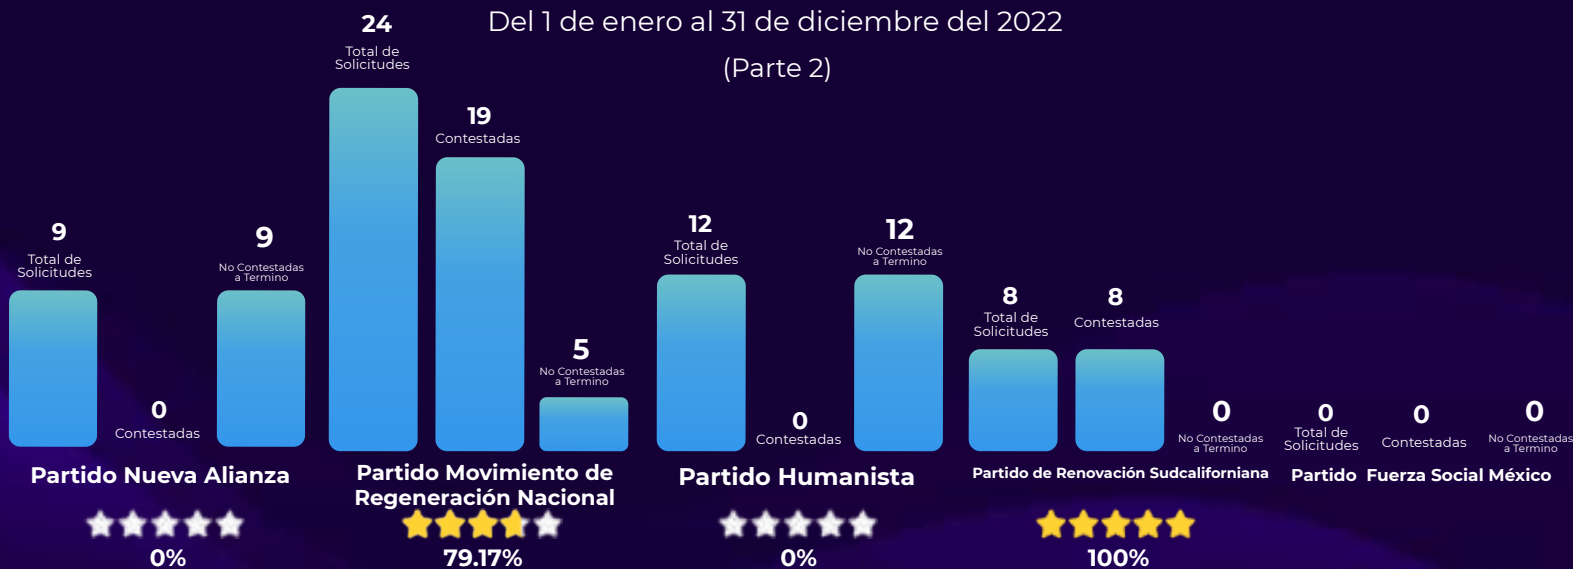 Del 1 de enero al 31 de diciembre del 2022
(Parte 2)
9
Total de
Solicitudes
0
Contestadas
9
No Contestadas
a Termino
Partido Nueva Alianza
0%
24
Total de
Solicitudes
19
Contestadas
5
No Contestadas
a Termino
Partido Movimiento de
Regeneración Nacional
79.17%
12
Total de
Solicitudes
0
Contestadas
12
No Contestadas
a Termino
Partido Humanista
0%
8
Total de
Solicitudes
8
Contestadas
0
No Contestadas
a Termino
Partido de Renovación Sudcaliforniana
100%
0
Total de
Solicitudes
0
Contestadas
0
No Contestadas
a Termino
Partido Fuerza Social México